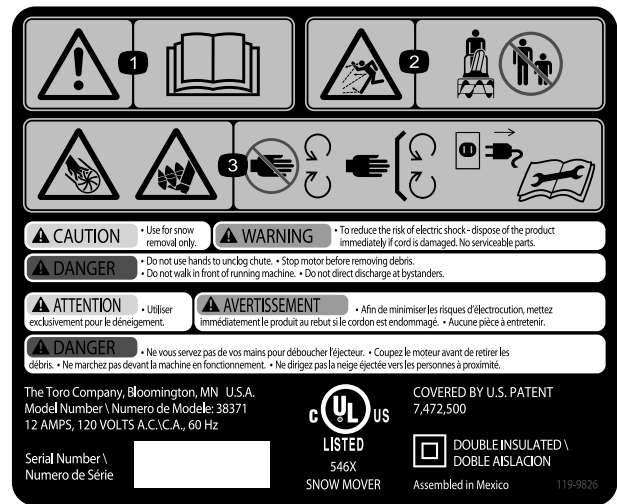 1
2
3
CAUTION
• Use for snow
removal only.
WARNING
• To reduce the risk of electric shock - dispose of the product
immediately if cord is damaged. No serviceable parts.
DANGER
• Do not use hands to unclog chute. • Stop motor before removing debris.
• Do not walk in front of running machine. • Do not direct discharge at bystanders.
ATTENTION
• Utiliser
exclusivement pour le déneigement.
AVERTISSEMENT
• Afin de minimiser les risques d'électrocution, mettez
immédiatement le produit au rebut si le cordon est endommagé. • Aucune pièce à entretenir.
DANGER
• Ne vous servez pas de vos mains pour déboucher l'éjecteur. • Coupez le moteur avant de retirer les
débris. • Ne marchez pas devant la machine en fonctionnement. • Ne dirigez pas la neige éjectée vers les personnes à proximité.
The Toro Company, Bloomington, MN U.S.A.
Model Number \ Numero de Modele: 38371
12 AMPS, 120 VOLTS A.C.\C.A., 60 Hz
Serial Number \
Numero de Série
C UL US
LISTED
546X
SNOW MOVER
COVERED BY U.S. PATENT
7,472,500
DOUBLE INSULATED \
DOBLE AISLACION
Assembled in Mexico
119-9826